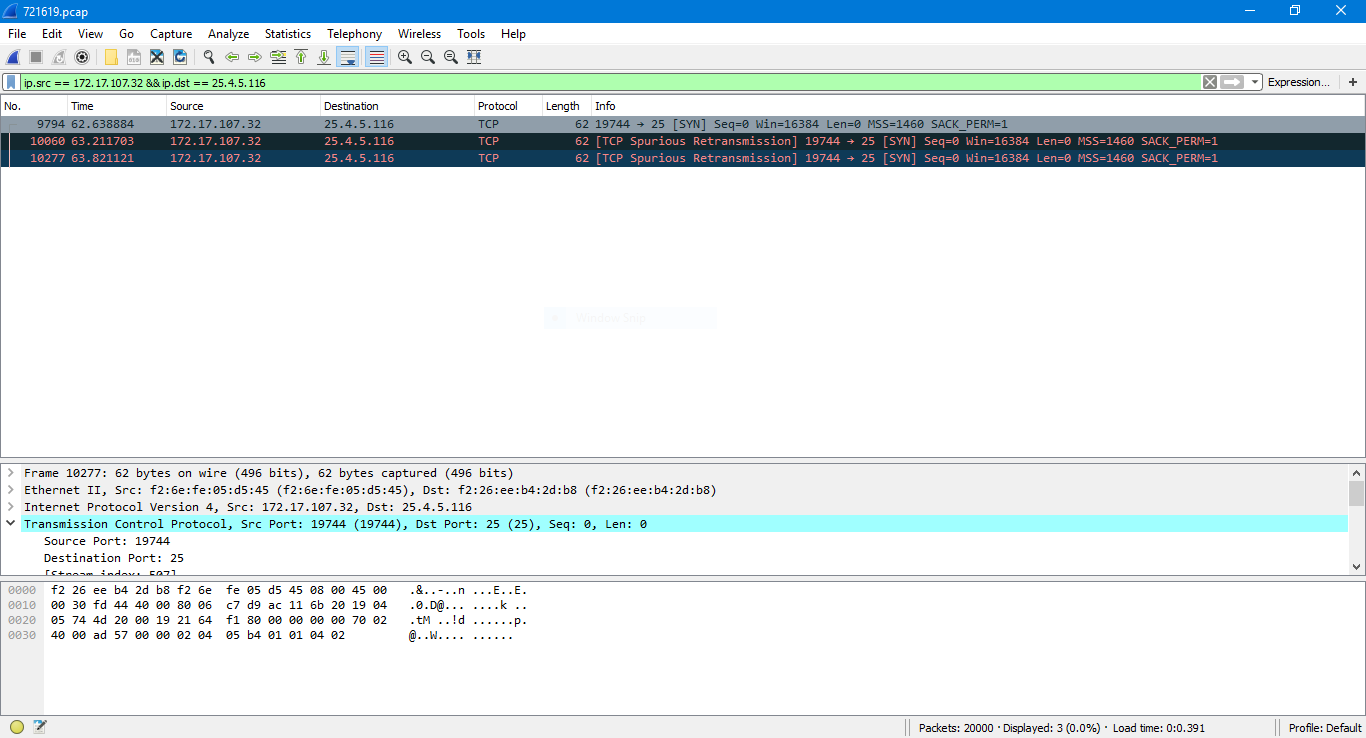 721619.pcap
File Edit View Go Capture Analyze Statistics Telephony Wireless Tools Help
ip.src == 172.17.107.32 && ip.dst == 25.4.5.116 Expression... +
No. Time Source Destination Protocol Length Info
9794 62.638884 172.17.107.32 25.4.5.116 TCP 62 19744 → 25 [SYN] Seq=0 Win=16384 Len=0 MSS=1460 SACK_PERM=1
10060 63.211703 172.17.107.32 25.4.5.116 TCP 62 [TCP Spurious Retransmission] 19744 → 25 [SYN] Seq=0 Win=16384 Len=0 MSS=1460 SACK_PERM=1
10277 63.821121 172.17.107.32 25.4.5.116 TCP 62 [TCP Spurious Retransmission] 19744 → 25 [SYN] Seq=0 Win=16384 Len=0 MSS=1460 SACK_PERM=1
Window Snip
Frame 10277: 62 bytes on wire (496 bits), 62 bytes captured (496 bits)
Ethernet II, Src: f2:6e:fe:05:d5:45 (f2:6e:fe:05:d5:45), Dst: f2:26:ee:b4:2d:b8 (f2:26:ee:b4:2d:b8)
Internet Protocol Version 4, Src: 172.17.107.32, Dst: 25.4.5.116
Transmission Control Protocol, Src Port: 19744 (19744), Dst Port: 25 (25), Seq: 0, Len: 0
Source Port: 19744
Destination Port: 25
[Stream index: 507]
0000 f2 26 ee b4 2d b8 f2 6e fe 05 d5 45 08 00 45 00 .&..-..n ...E..E.
0010 00 30 fd 44 40 00 80 06 c7 d9 ac 11 6b 20 19 04 .0.D@... ....k ..
0020 05 74 4d 20 00 19 21 64 f1 80 00 00 00 00 70 02 .tM ..!d ......p.
0030 40 00 ad 57 00 00 02 04 05 b4 01 01 04 02 @..W.... ......
Packets: 20000 · Displayed: 3 (0.0%) · Load time: 0:0.391 Profile: Default